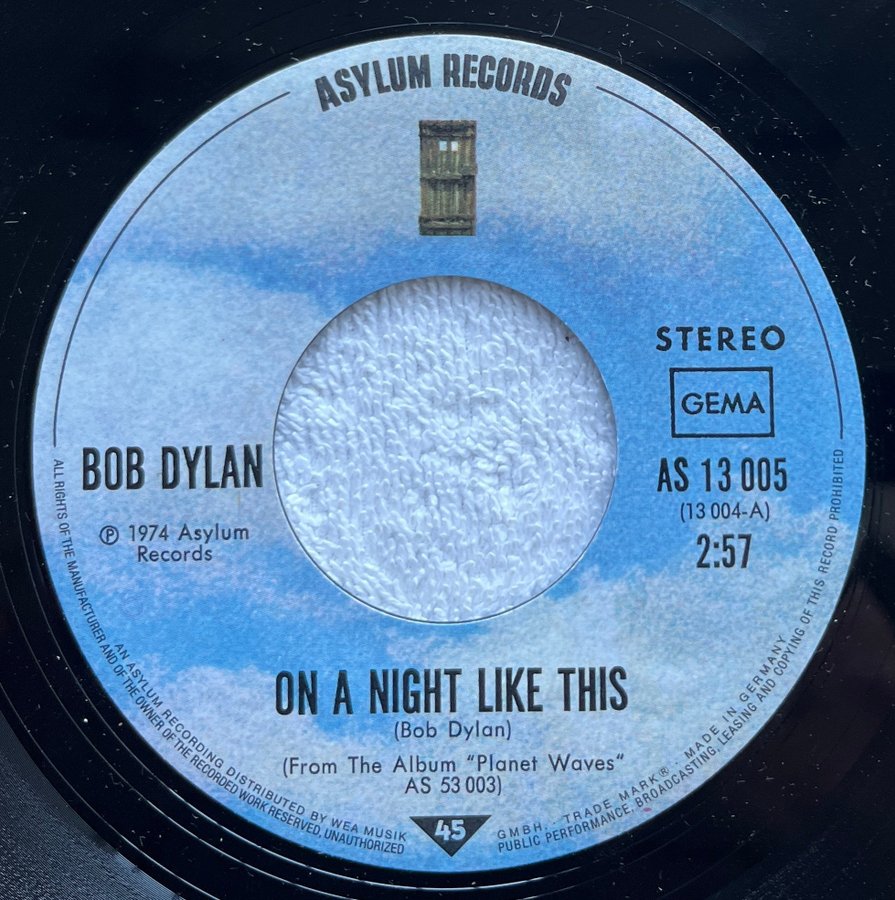 ASYLUM RECORDS
STEREO
GEMA
BOB DYLAN
AS 13 005
(13 004-A)
℗ 1974 Asylum
Records
2:57
ON A NIGHT LIKE THIS
(Bob Dylan)
(From The Album "Planet Waves"
AS 53 003)
45
AN ASYLUM RECORDING DISTRIBUTED BY WEA MUSIK GMBH. · TRADE MARK® · MADE IN GERMANY
ALL RIGHTS OF THE MANUFACTURER AND OF THE OWNER OF THE RECORDED WORK RESERVED, UNAUTHORIZED PUBLIC PERFORMANCE, BROADCASTING, LEASING AND COPYING OF THIS RECORD PROHIBITED